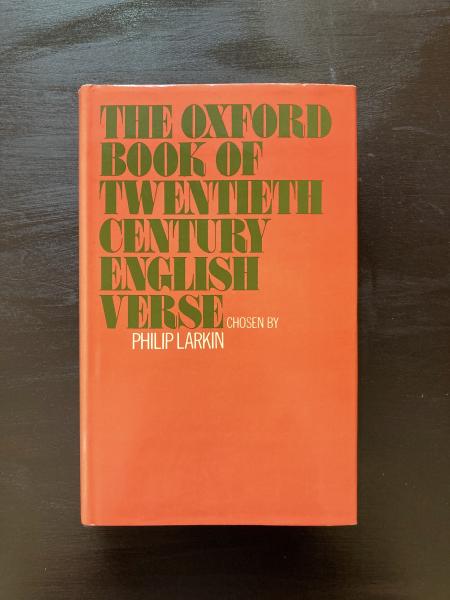 THE OXFORD
BOOK OF
TWENTIETH
CENTURY
ENGLISH
VERSE CHOSEN BY
PHILIP LARKIN